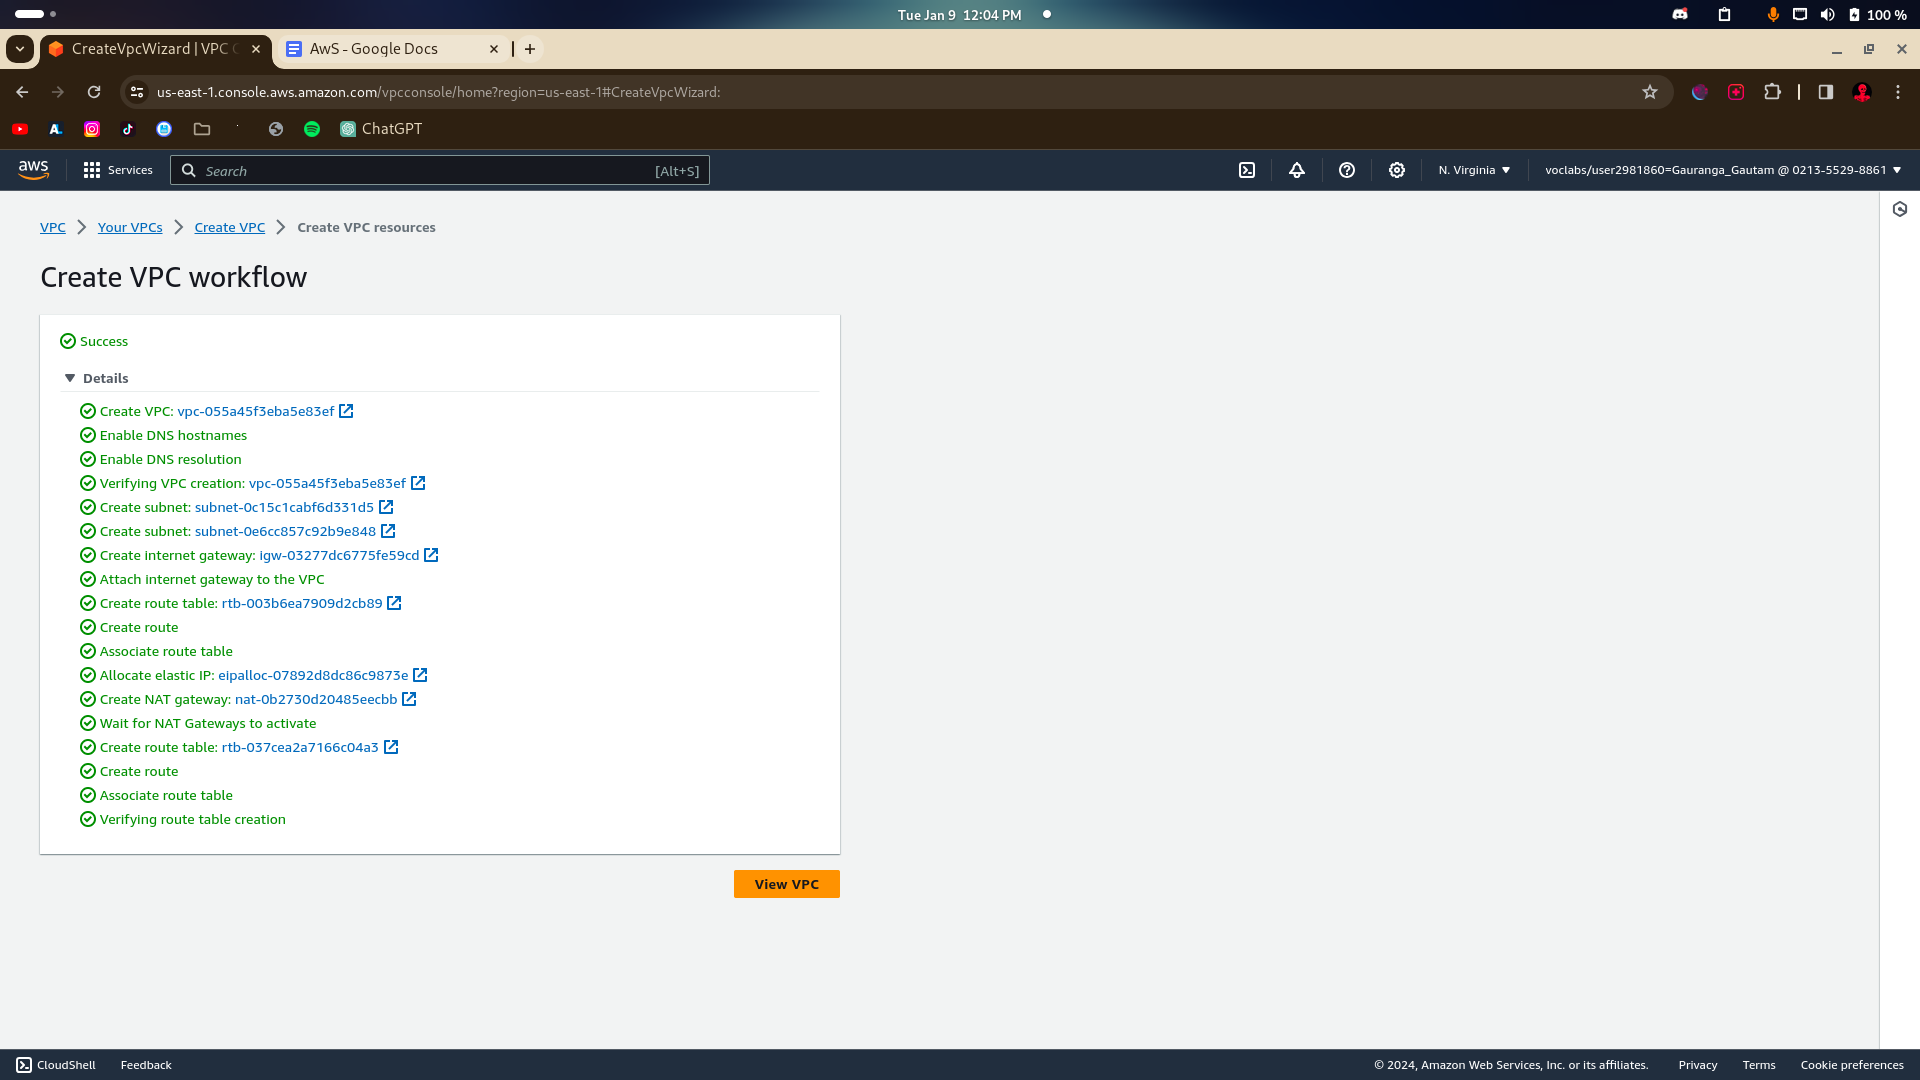 Tue Jan 9 12:04 PM
100 %
CreateVpcWizard | VPC
AwS - Google Docs
us-east-1.console.aws.amazon.com/vpcconsole/home?region=us-east-1#CreateVpcWizard:
ChatGPT
aws
Services
Search
[Alt+S]
N. Virginia
voclabs/user2981860=Gauranga_Gautam @ 0213-5529-8861
VPC
Your VPCs
Create VPC
Create VPC resources
Create VPC workflow
Success
Details
Create VPC: vpc-055a45f3eba5e83ef
Enable DNS hostnames
Enable DNS resolution
Verifying VPC creation: vpc-055a45f3eba5e83ef
Create subnet: subnet-0c15c1cabf6d331d5
Create subnet: subnet-0e6cc857c92b9e848
Create internet gateway: igw-03277dc6775fe59cd
Attach internet gateway to the VPC
Create route table: rtb-003b6ea7909d2cb89
Create route
Associate route table
Allocate elastic IP: eipalloc-07892d8dc86c9873e
Create NAT gateway: nat-0b2730d20485eecbb
Wait for NAT Gateways to activate
Create route table: rtb-037cea2a7166c04a3
Create route
Associate route table
Verifying route table creation
View VPC
CloudShell
Feedback
© 2024, Amazon Web Services, Inc. or its affiliates.
Privacy
Terms
Cookie preferences